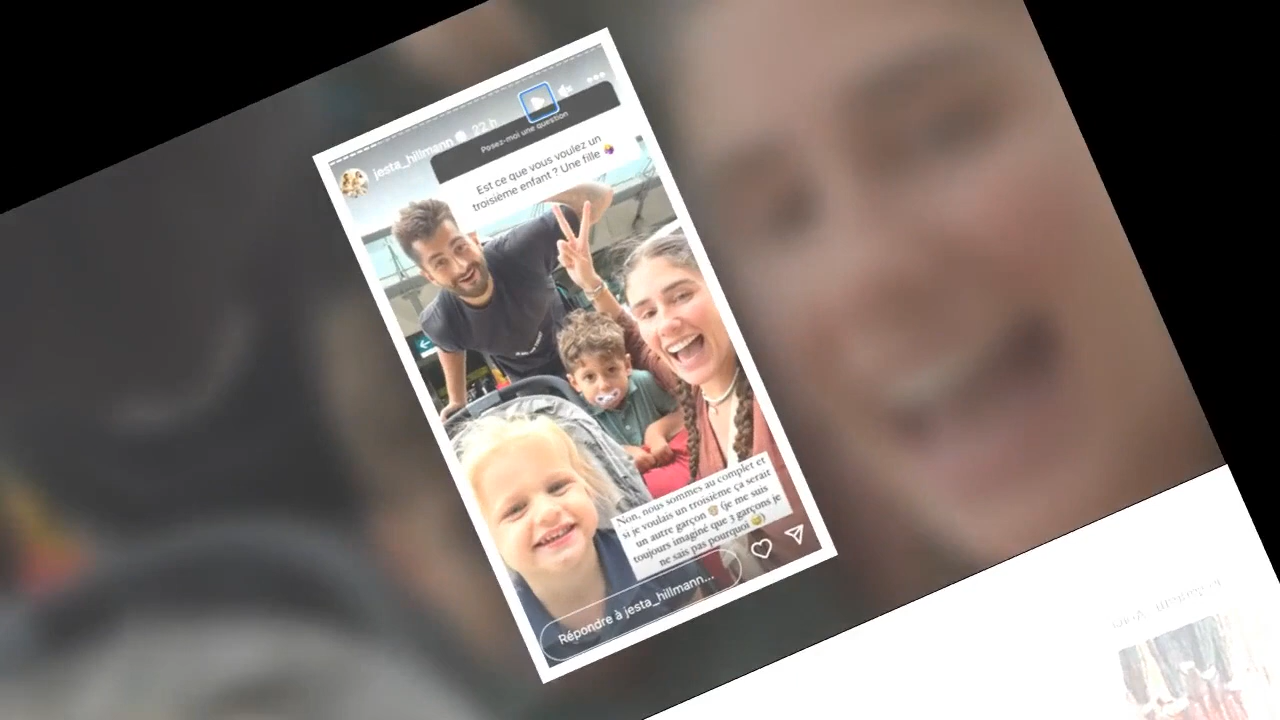 jesta_hillmann 22 h
Posez-moi une question
Est ce que vous voulez un
troisième enfant ? Une fille 🤷‍♀️
Non, nous sommes au complet et
si je voulais un troisième ça serait
un autre garçon 🙊 (je me suis
toujours imaginé que 3 garçons je
ne sais pas pourquoi 😅)
Répondre à jesta_hillmann...